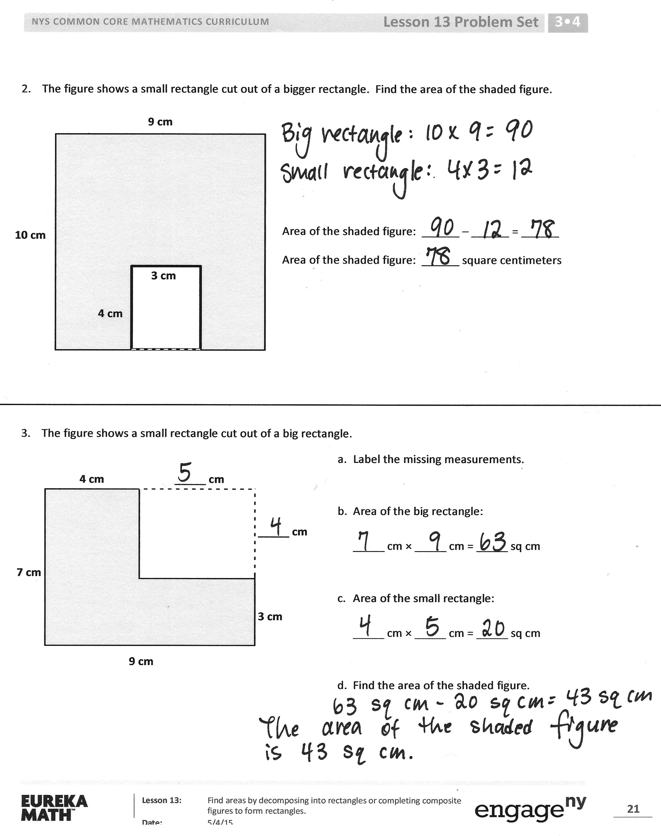 NYS COMMON CORE MATHEMATICS CURRICULUM
Lesson 13 Problem Set 3•4
2. The figure shows a small rectangle cut out of a bigger rectangle. Find the area of the shaded figure.
9 cm
10 cm
3 cm
4 cm
Big rectangle: 10 x 9 = 90
Small rectangle: 4 x 3 = 12
Area of the shaded figure: 90 – 12 = 78
Area of the shaded figure: 78 square centimeters
3. The figure shows a small rectangle cut out of a big rectangle.
4 cm
5 cm
4 cm
7 cm
3 cm
9 cm
a. Label the missing measurements.
b. Area of the big rectangle:
7 cm × 9 cm = 63 sq cm
c. Area of the small rectangle:
4 cm × 5 cm = 20 sq cm
d. Find the area of the shaded figure.
63 sq cm - 20 sq cm = 43 sq cm
The area of the shaded figure
is 43 sq cm.
EUREKA
MATH™
Lesson 13:
Find areas by decomposing into rectangles or completing composite
figures to form rectangles.
Date:
5/4/15
engageny
21